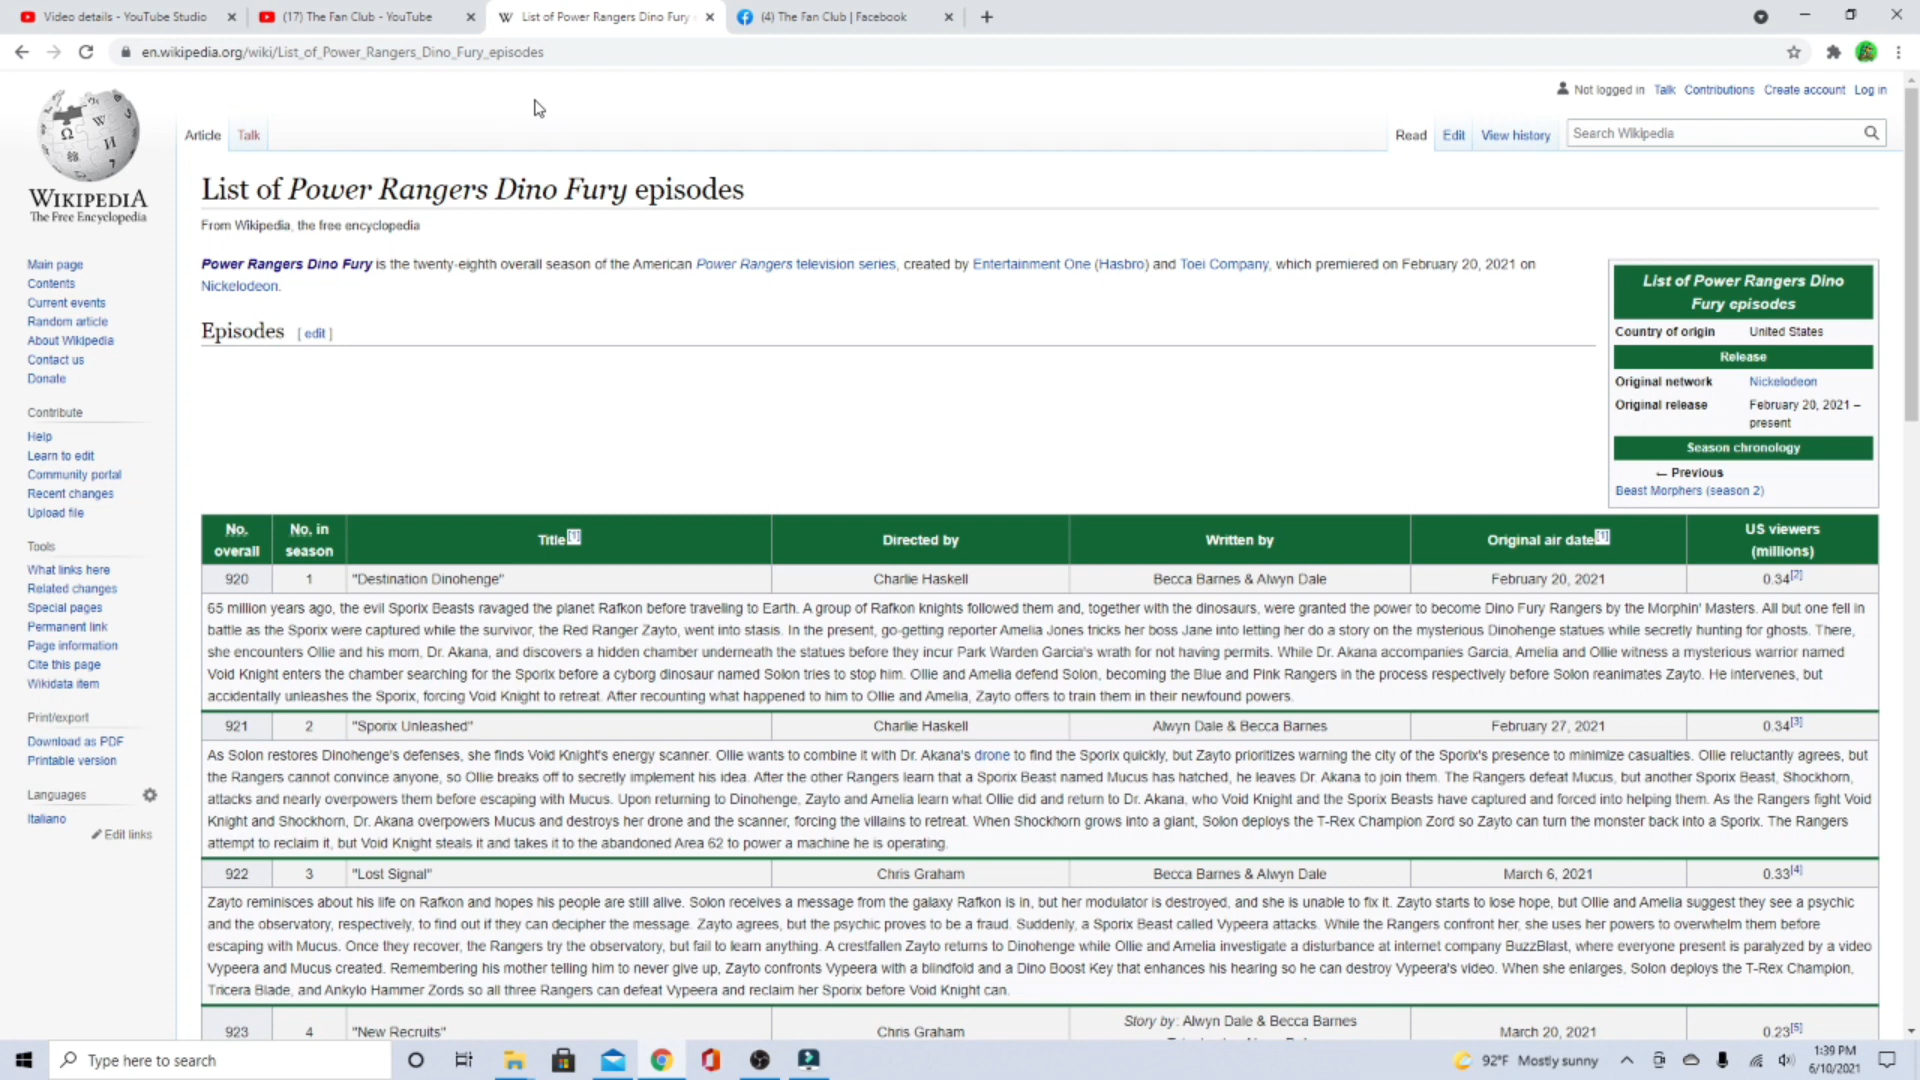 Video details - YouTube Studio
(17) The Fan Club - YouTube
List of Power Rangers Dino Fury
(4) The Fan Club | Facebook
en.wikipedia.org/wiki/List_of_Power_Rangers_Dino_Fury_episodes
Not logged in Talk Contributions Create account Log in
Article Talk
Read Edit View history
Search Wikipedia
WIKIPEDIA
The Free Encyclopedia
Main page
Contents
Current events
Random article
About Wikipedia
Contact us
Donate
Contribute
Help
Learn to edit
Community portal
Recent changes
Upload file
Tools
What links here
Related changes
Special pages
Permanent link
Page information
Cite this page
Wikidata item
Print/export
Download as PDF
Printable version
Languages
Italiano
Edit links
List of Power Rangers Dino Fury episodes
From Wikipedia, the free encyclopedia
Power Rangers Dino Fury is the twenty-eighth overall season of the American Power Rangers television series, created by Entertainment One (Hasbro) and Toei Company, which premiered on February 20, 2021 on
Nickelodeon.
Episodes [ edit ]
List of Power Rangers Dino
Fury episodes
Country of origin United States
Release
Original network Nickelodeon
Original release February 20, 2021 –
present
Season chronology
← Previous
Beast Morphers (season 2)
No. overall No. in season Title[1] Directed by Written by Original air date[1] US viewers (millions)
920 1 "Destination Dinohenge" Charlie Haskell Becca Barnes & Alwyn Dale February 20, 2021 0.34[2]
65 million years ago, the evil Sporix Beasts ravaged the planet Rafkon before traveling to Earth. A group of Rafkon knights followed them and, together with the dinosaurs, were granted the power to become Dino Fury Rangers by the Morphin' Masters. All but one fell in
battle as the Sporix were captured while the survivor, the Red Ranger Zayto, went into stasis. In the present, go-getting reporter Amelia Jones tricks her boss Jane into letting her do a story on the mysterious Dinohenge statues while secretly hunting for ghosts. There,
she encounters Ollie and his mom, Dr. Akana, and discovers a hidden chamber underneath the statues before they incur Park Warden Garcia's wrath for not having permits. While Dr. Akana accompanies Garcia, Amelia and Ollie witness a mysterious warrior named
Void Knight enters the chamber searching for the Sporix before a cyborg dinosaur named Solon tries to stop him. Ollie and Amelia defend Solon, becoming the Blue and Pink Rangers in the process respectively before Solon reanimates Zayto. He intervenes, but
accidentally unleashes the Sporix, forcing Void Knight to retreat. After recounting what happened to him to Ollie and Amelia, Zayto offers to train them in their newfound powers.
921 2 "Sporix Unleashed" Charlie Haskell Alwyn Dale & Becca Barnes February 27, 2021 0.34[3]
As Solon restores Dinohenge's defenses, she finds Void Knight's energy scanner. Ollie wants to combine it with Dr. Akana's drone to find the Sporix quickly, but Zayto prioritizes warning the city of the Sporix's presence to minimize casualties. Ollie reluctantly agrees, but
the Rangers cannot convince anyone, so Ollie breaks off to secretly implement his idea. After the other Rangers learn that a Sporix Beast named Mucus has hatched, he leaves Dr. Akana to join them. The Rangers defeat Mucus, but another Sporix Beast, Shockhorn,
attacks and nearly overpowers them before escaping with Mucus. Upon returning to Dinohenge, Zayto and Amelia learn what Ollie did and return to Dr. Akana, who Void Knight and the Sporix Beasts have captured and forced into helping them. As the Rangers fight Void
Knight and Shockhorn, Dr. Akana overpowers Mucus and destroys her drone and the scanner, forcing the villains to retreat. When Shockhorn grows into a giant, Solon deploys the T-Rex Champion Zord so Zayto can turn the monster back into a Sporix. The Rangers
attempt to reclaim it, but Void Knight steals it and takes it to the abandoned Area 62 to power a machine he is operating.
922 3 "Lost Signal" Chris Graham Becca Barnes & Alwyn Dale March 6, 2021 0.33[4]
Zayto reminisces about his life on Rafkon and hopes his people are still alive. Solon receives a message from the galaxy Rafkon is in, but her modulator is destroyed, and she is unable to fix it. Zayto starts to lose hope, but Ollie and Amelia suggest they see a psychic
and the observatory, respectively, to find out if they can decipher the message. Zayto agrees, but the psychic proves to be a fraud. Suddenly, a Sporix Beast called Vypeera attacks. While the Rangers confront her, she uses her powers to overwhelm them before
escaping with Mucus. Once they recover, the Rangers try the observatory, but fail to learn anything. A crestfallen Zayto returns to Dinohenge while Ollie and Amelia investigate a disturbance at internet company BuzzBlast, where everyone present is paralyzed by a video
Vypeera and Mucus created. Remembering his mother telling him to never give up, Zayto confronts Vypeera with a blindfold and a Dino Boost Key that enhances his hearing so he can destroy Vypeera's video. When she enlarges, Solon deploys the T-Rex Champion,
Tricera Blade, and Ankylo Hammer Zords so all three Rangers can defeat Vypeera and reclaim her Sporix before Void Knight can.
923 4 "New Recruits" Chris Graham Story by: Alwyn Dale & Becca Barnes March 20, 2021 0.23[5]
Type here to search
92°F Mostly sunny
1:39 PM
6/10/2021